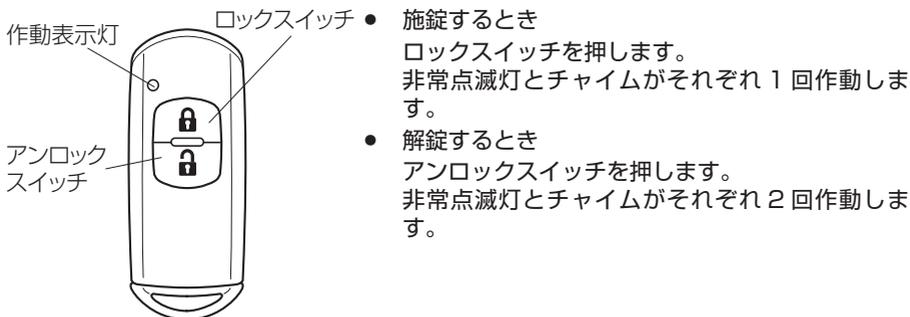 作動表示灯
ロックスイッチ
アンロック
スイッチ
● 施錠するとき
ロックスイッチを押します。
非常点滅灯とチャイムがそれぞれ 1 回作動しま
す。
● 解錠するとき
アンロックスイッチを押します。
非常点滅灯とチャイムがそれぞれ 2 回作動しま
す。